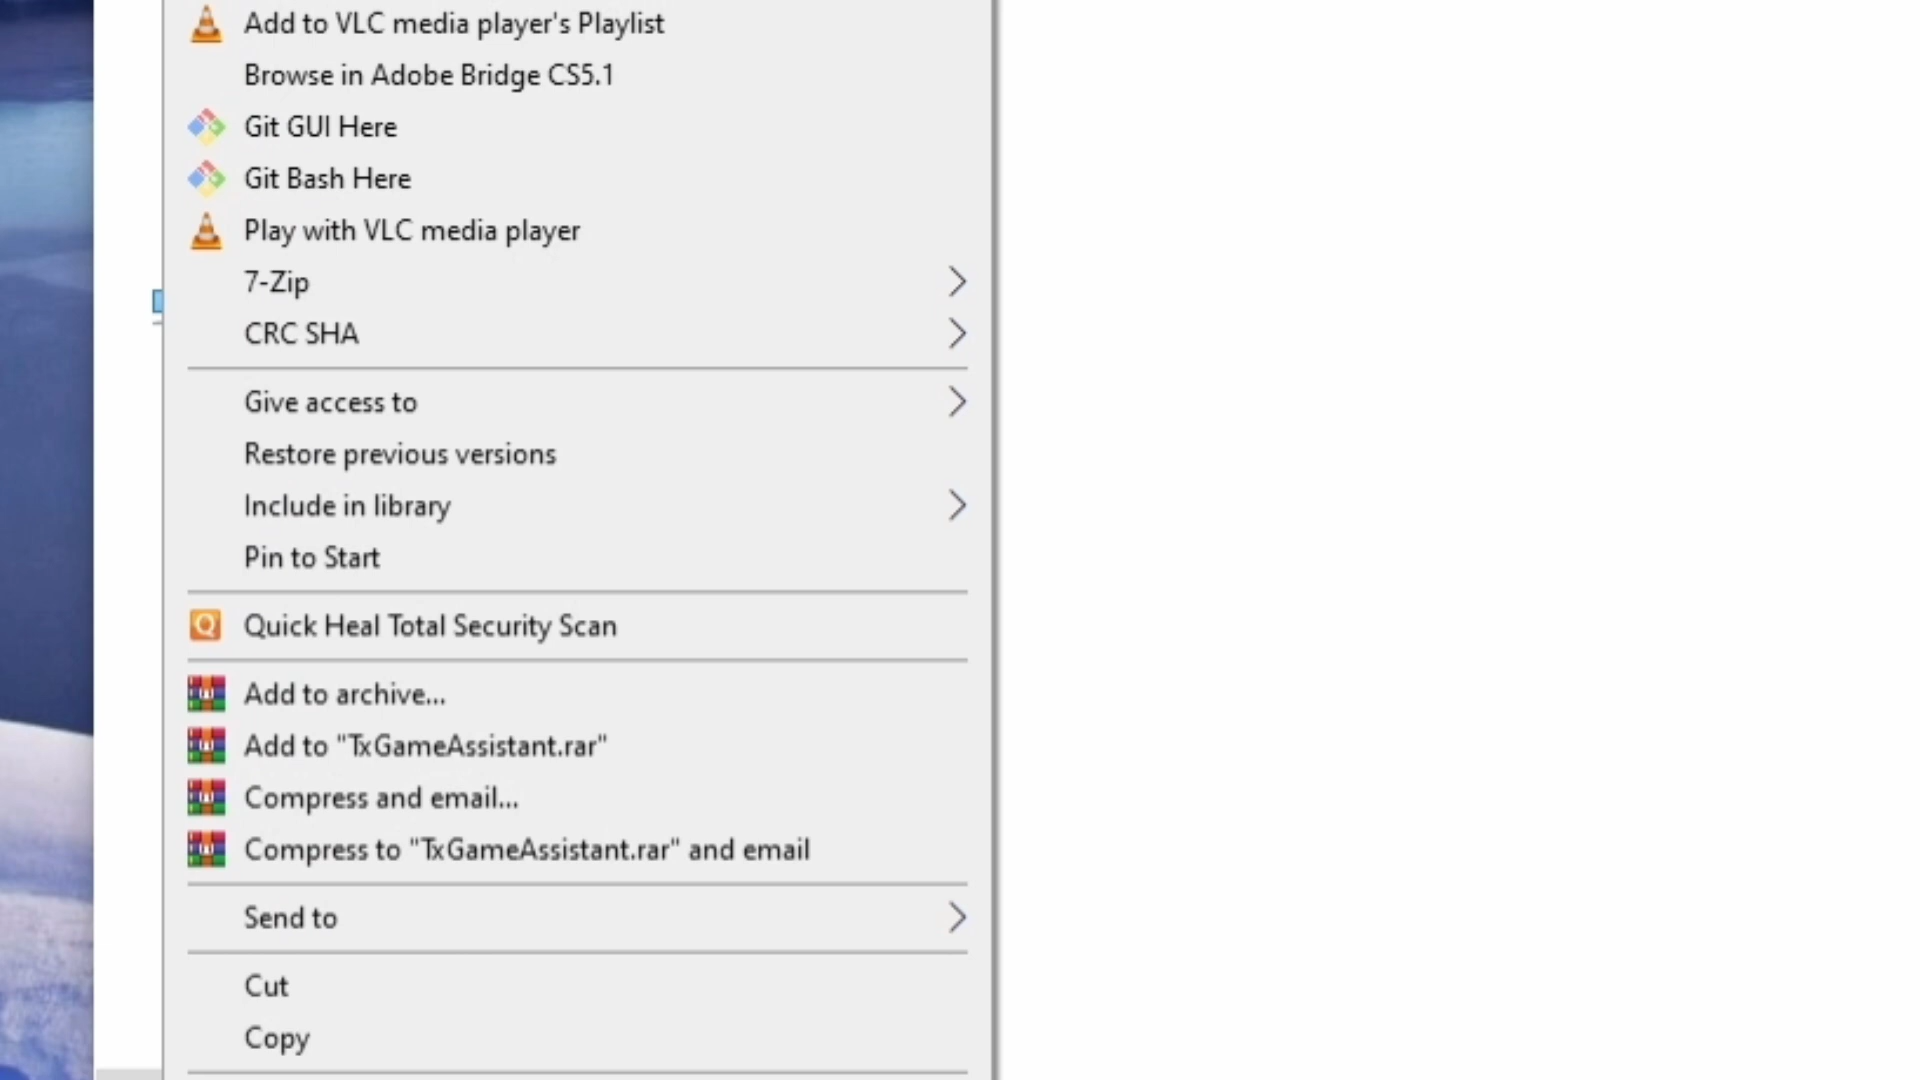 Add to VLC media player's Playlist
Browse in Adobe Bridge CS5.1
Git GUI Here
Git Bash Here
Play with VLC media player
7-Zip
CRC SHA
Give access to
Restore previous versions
Include in library
Pin to Start
Quick Heal Total Security Scan
Add to archive...
Add to "TxGameAssistant.rar"
Compress and email...
Compress to "TxGameAssistant.rar" and email
Send to
Cut
Copy